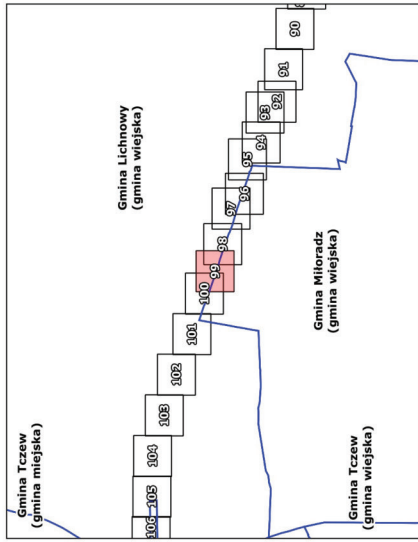 Gmina Tczew
(gmina miejska)
Gmina Lichnowy
(gmina wiejska)
106
105
104
103
102
101
100
99
98
97
96
95
94
93
92
91
90
Gmina Miłoradz
(gmina wiejska)
Gmina Tczew
(gmina wiejska)